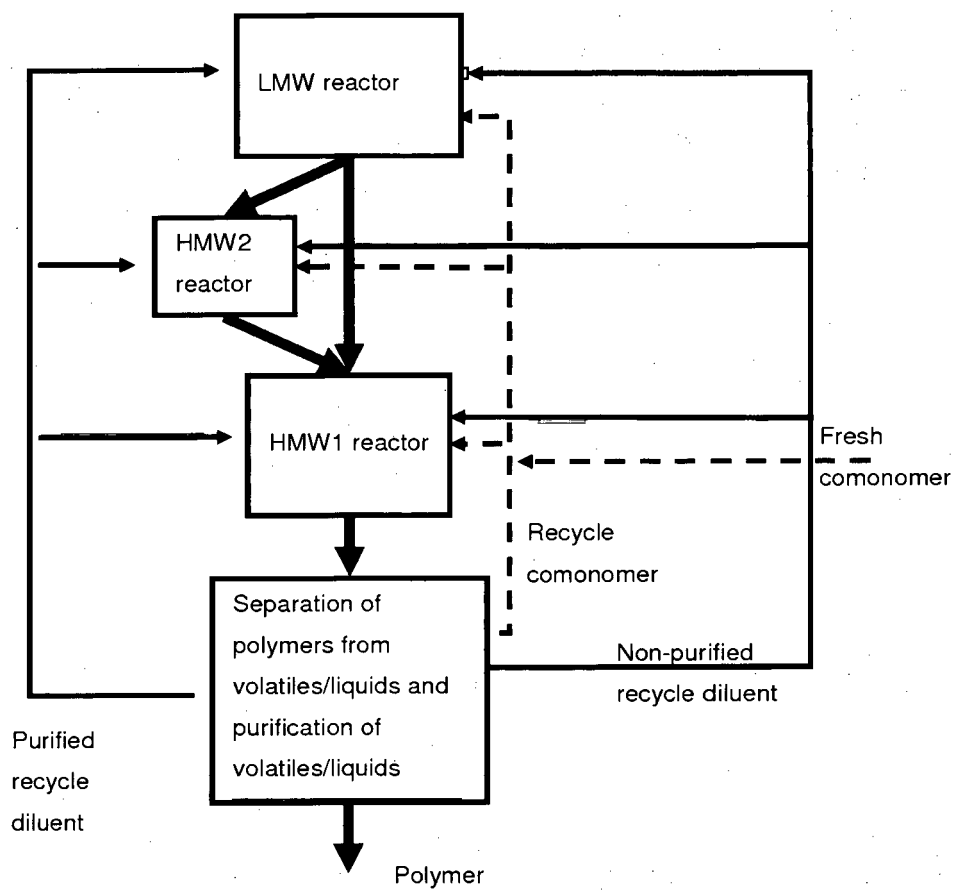 LMW reactor
HMW2
reactor
HMW1 reactor
Fresh
comonomer
Recycle
comonomer
Separation of
polymers from
volatiles/liquids and
purification of
volatiles/liquids
Non-purified
recycle diluent
Purified
recycle
diluent
Polymer